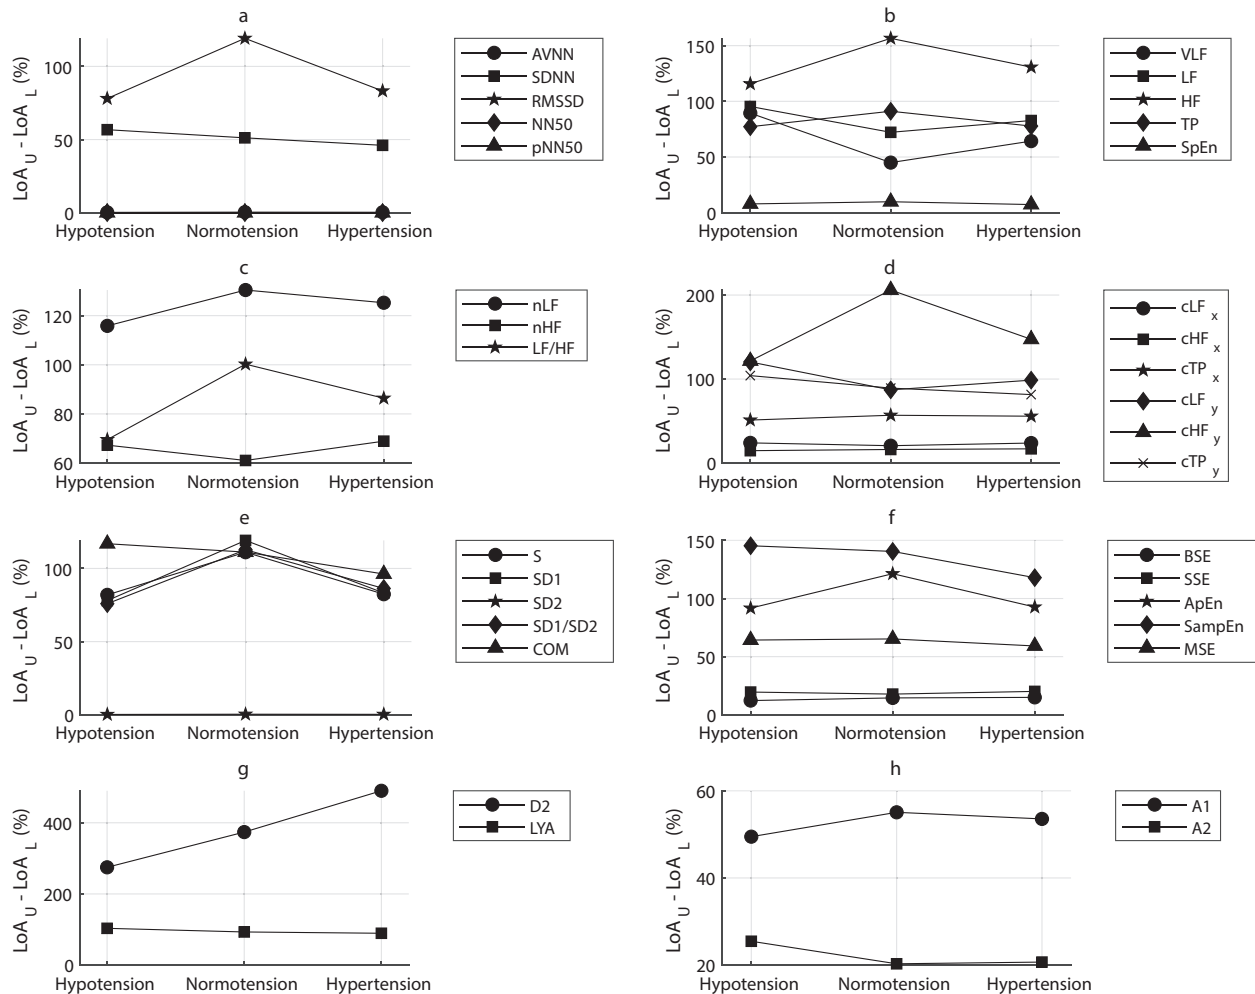 a
LoA U - LoA L (%)
100
50
0
Hypotension Normotension Hypertension
AVNN
SDNN
RMSSD
NN50
pNN50
b
LoA U - LoA L (%)
150
100
50
0
Hypotension Normotension Hypertension
VLF
LF
HF
TP
SpEn
c
LoA U - LoA L (%)
120
100
80
60
Hypotension Normotension Hypertension
nLF
nHF
LF/HF
d
LoA U - LoA L (%)
200
100
0
Hypotension Normotension Hypertension
cLF x
cHF x
cTP x
cLF y
cHF y
cTP y
e
LoA U - LoA L (%)
100
50
0
Hypotension Normotension Hypertension
S
SD1
SD2
SD1/SD2
COM
f
LoA U - LoA L (%)
150
100
50
0
Hypotension Normotension Hypertension
BSE
SSE
ApEn
SampEn
MSE
g
LoA U - LoA L (%)
400
200
0
Hypotension Normotension Hypertension
D2
LYA
h
LoA U - LoA L (%)
60
40
20
Hypotension Normotension Hypertension
A1
A2